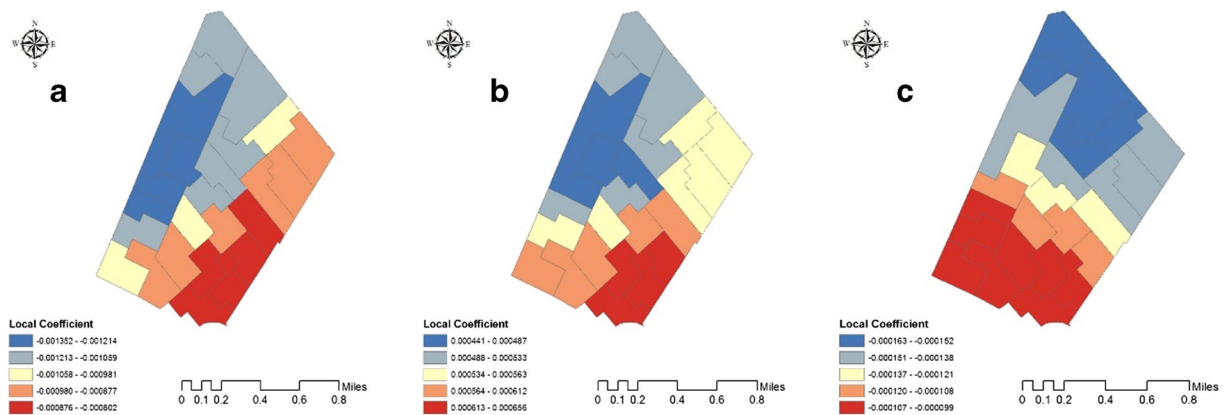 N
W E
S
a
Local Coefficient
-0.001352 - -0.001214
-0.001213 - -0.001059
-0.001058 - -0.000981
-0.000980 - -0.000877
-0.000876 - -0.000802
Miles
0 0.1 0.2 0.4 0.6 0.8
N
W E
S
b
Local Coefficient
0.000441 - 0.000487
0.000488 - 0.000533
0.000534 - 0.000563
0.000564 - 0.000612
0.000613 - 0.000656
Miles
0 0.1 0.2 0.4 0.6 0.8
N
W E
S
c
Local Coefficient
-0.000163 - -0.000152
-0.000151 - -0.000138
-0.000137 - -0.000121
-0.000120 - -0.000108
-0.000107 - -0.000099
Miles
0 0.1 0.2 0.4 0.6 0.8